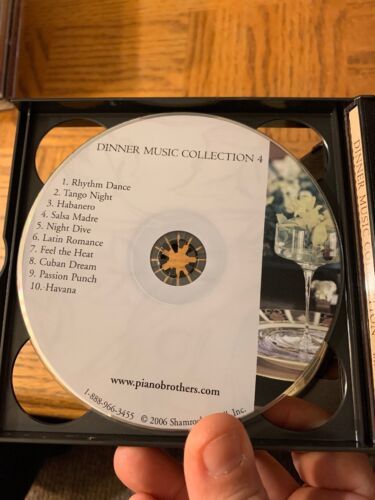 DINNER MUSIC COLLECTION 4
1. Rhythm Dance
2. Tango Night
3. Habanero
4. Salsa Madre
5. Night Dive
6. Latin Romance
7. Feel the Heat
8. Cuban Dream
9. Passion Punch
10. Havana
www.pianobrothers.com
1-888-966-3455 © 2006 Inc.
DINNER MUSIC